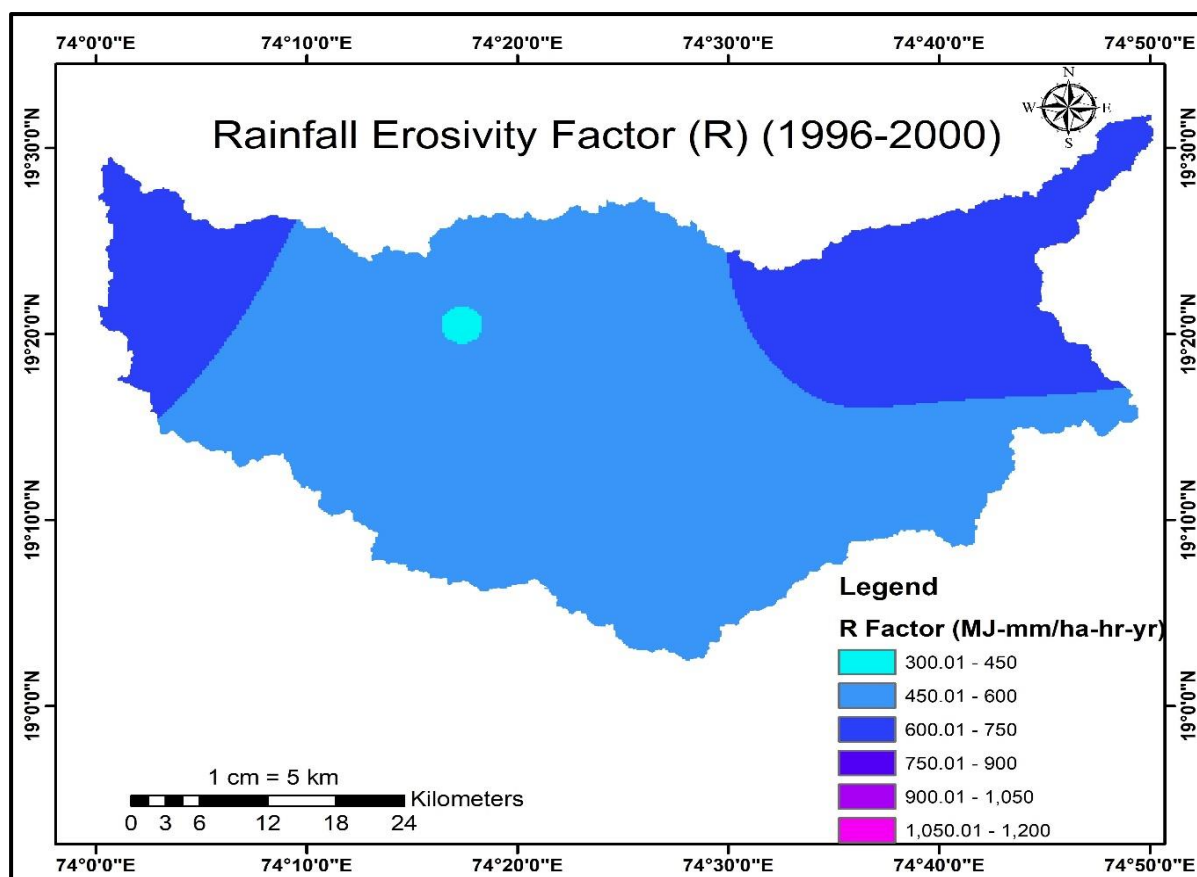 74°0'0"E 74°10'0"E 74°20'0"E 74°30'0"E 74°40'0"E 74°50'0"E
N
W E
S
Rainfall Erosivity Factor (R) (1996-2000)
19°30'0"N 19°30'0"N
19°20'0"N 19°20'0"N
19°10'0"N 19°10'0"N
19°0'0"N 19°0'0"N
Legend
R Factor (MJ-mm/ha-hr-yr)
300.01 - 450
450.01 - 600
600.01 - 750
750.01 - 900
900.01 - 1,050
1,050.01 - 1,200
1 cm = 5 km
Kilometers
0 3 6 12 18 24
74°0'0"E 74°10'0"E 74°20'0"E 74°30'0"E 74°40'0"E 74°50'0"E